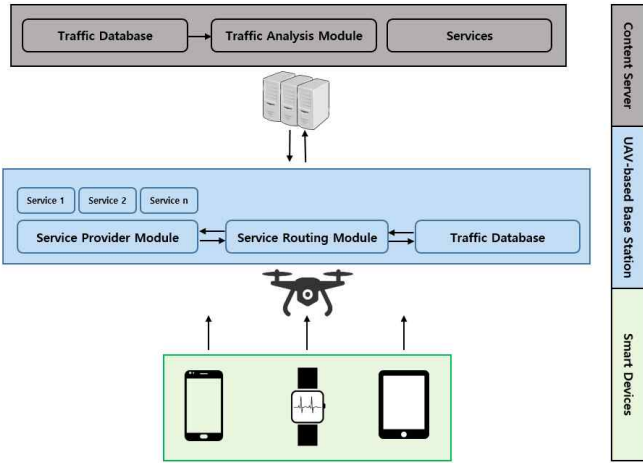 Traffic Database
Traffic Analysis Module
Services
Content Server
Service 1
Service 2
Service n
Service Provider Module
Service Routing Module
Traffic Database
UAV-based Base Station
Smart Devices